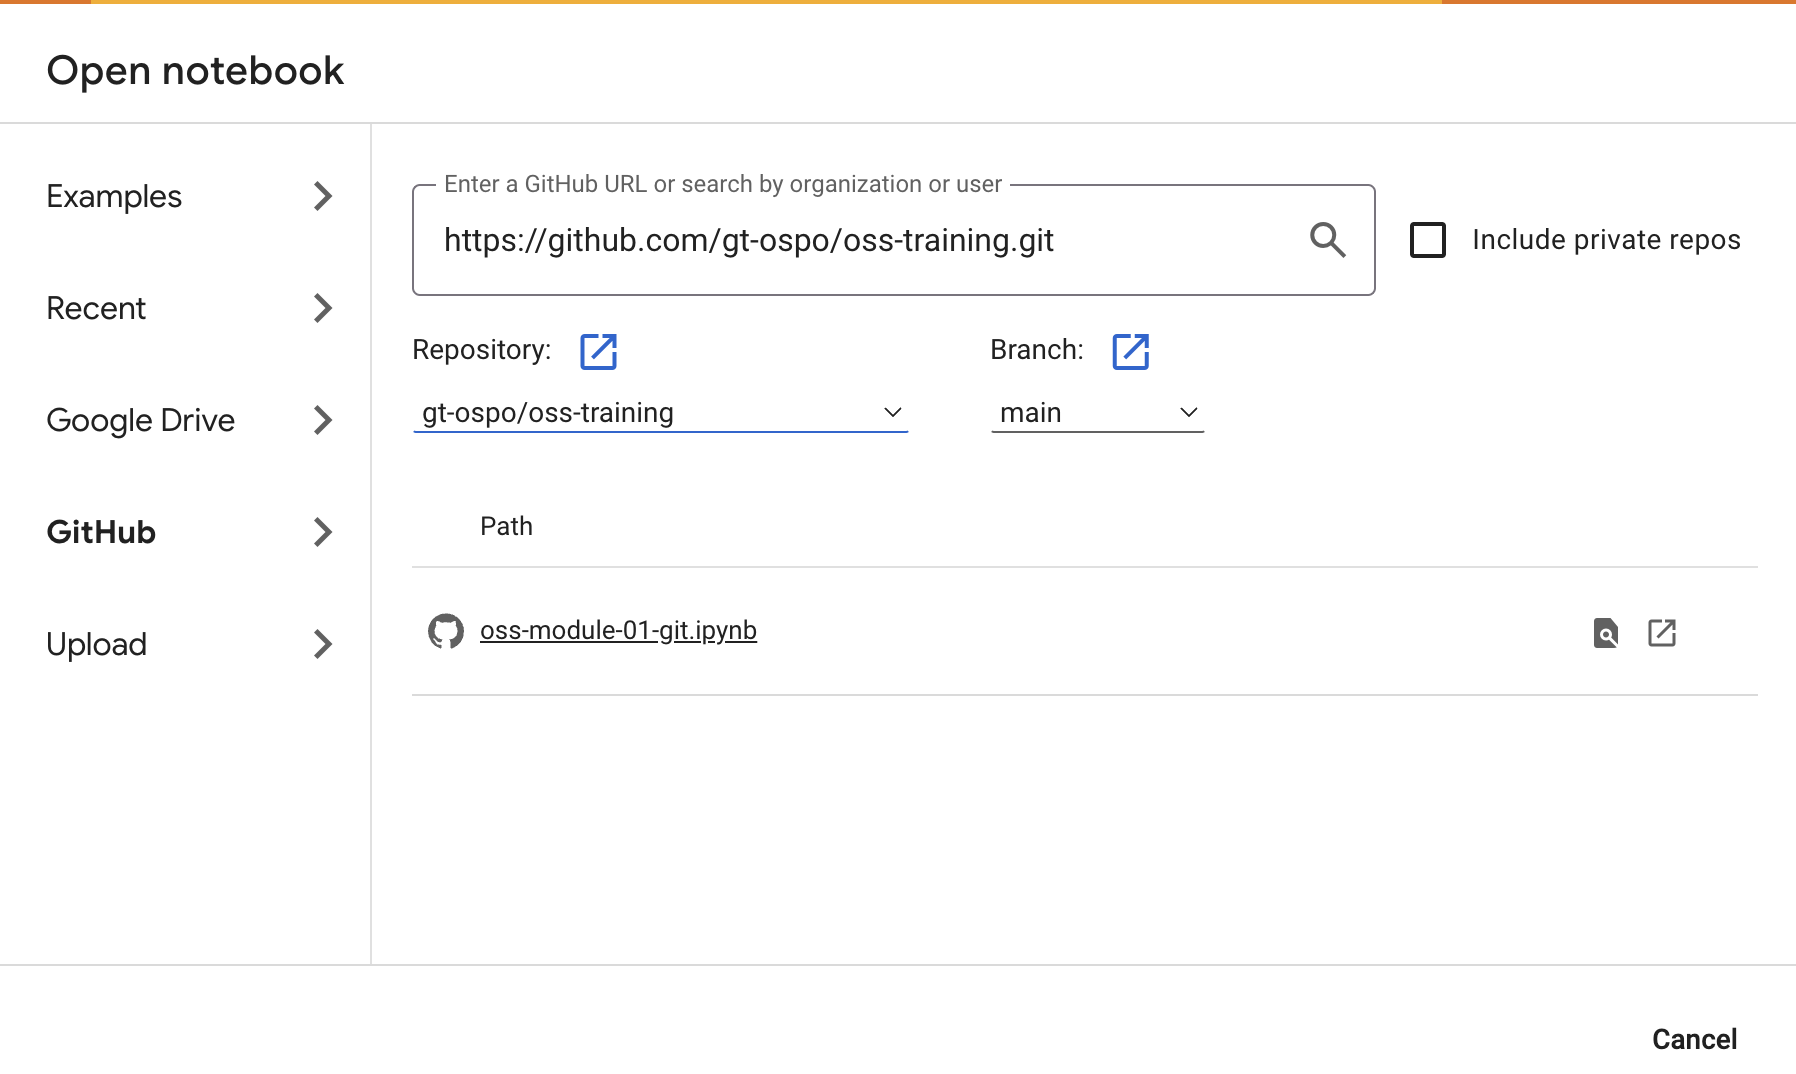 Open notebook
Examples
Recent
Google Drive
GitHub
Upload
Enter a GitHub URL or search by organization or user
https://github.com/gt-ospo/oss-training.git
Include private repos
Repository:
Branch:
gt-ospo/oss-training
main
Path
oss-module-01-git.ipynb
Cancel